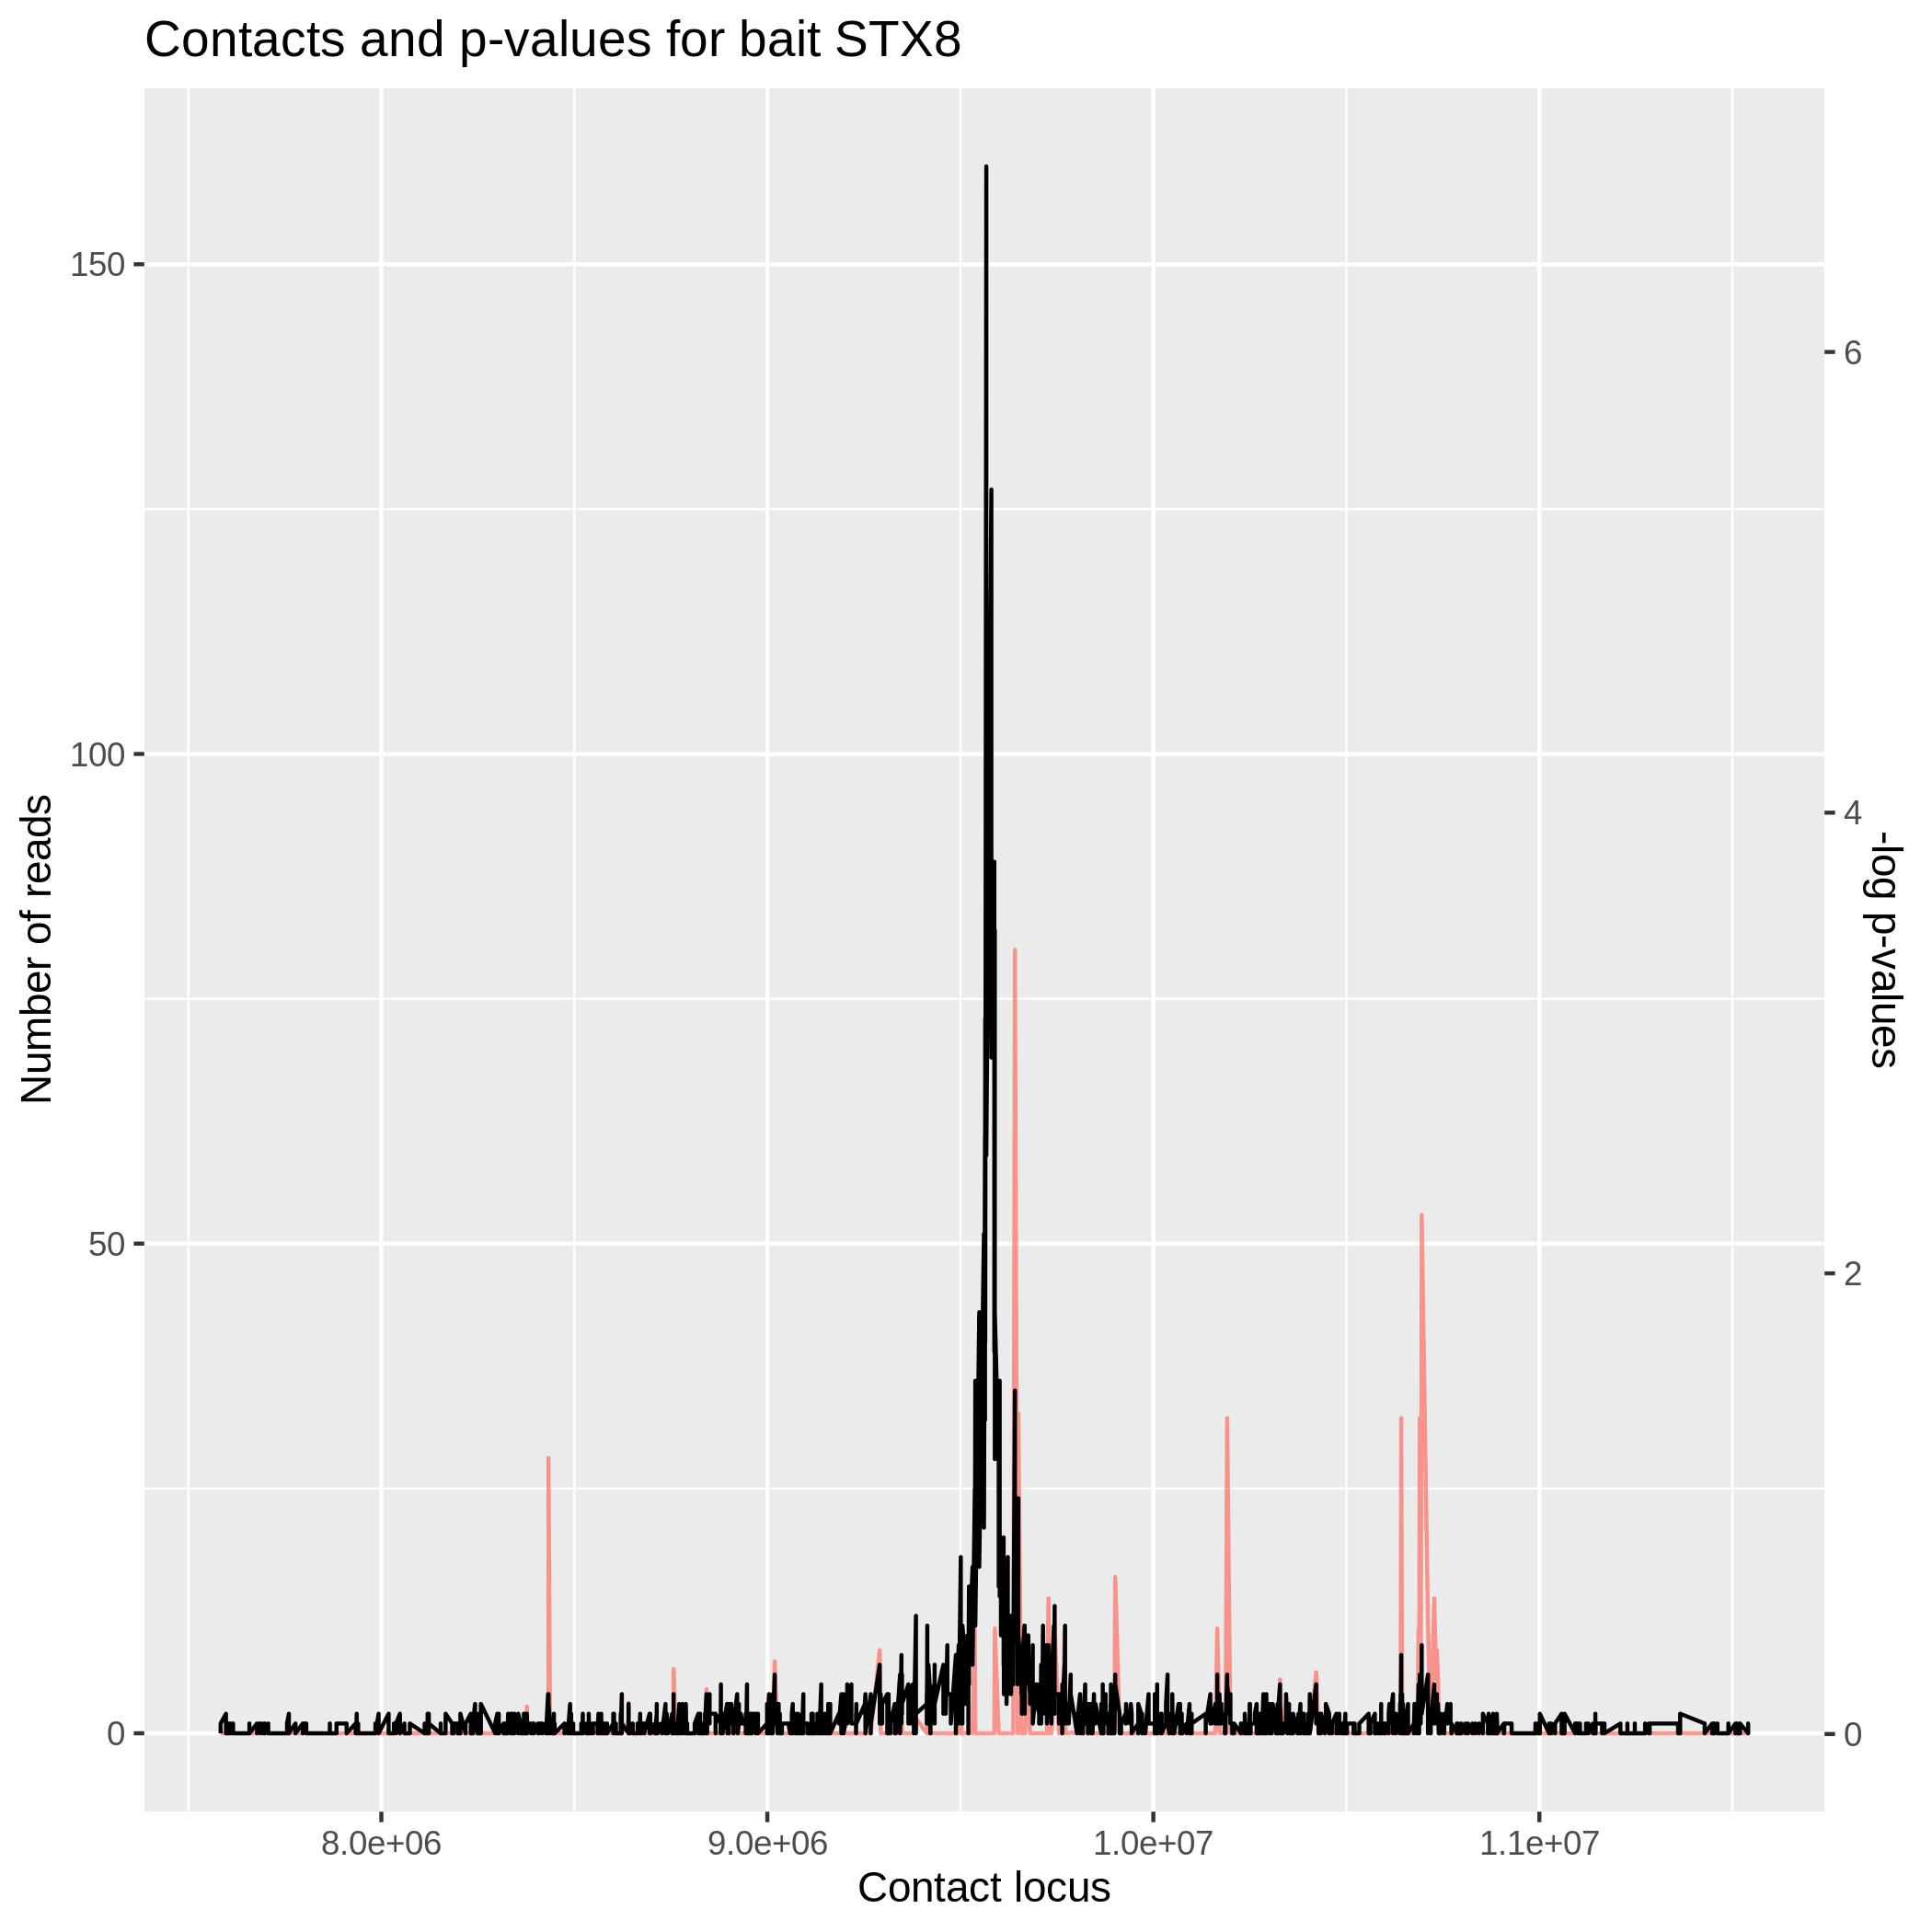 Contacts and p-values for bait STX8
150
100
50
0
Number of reads
6
4
2
0
-log p-values
8.0e+06 9.0e+06 1.0e+07 1.1e+07
Contact locus